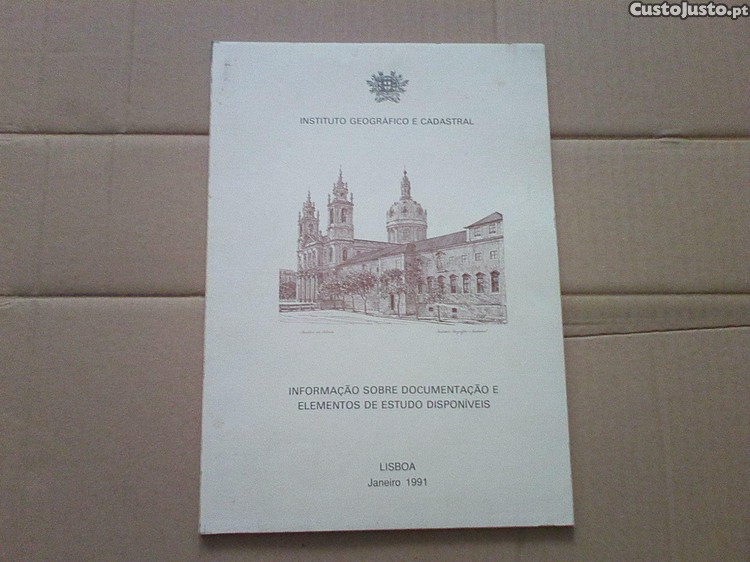 CustoJusto.pt
INSTITUTO GEOGRÁFICO E CADASTRAL
INFORMAÇÃO SOBRE DOCUMENTAÇÃO E
ELEMENTOS DE ESTUDO DISPONÍVEIS
LISBOA
Janeiro 1991